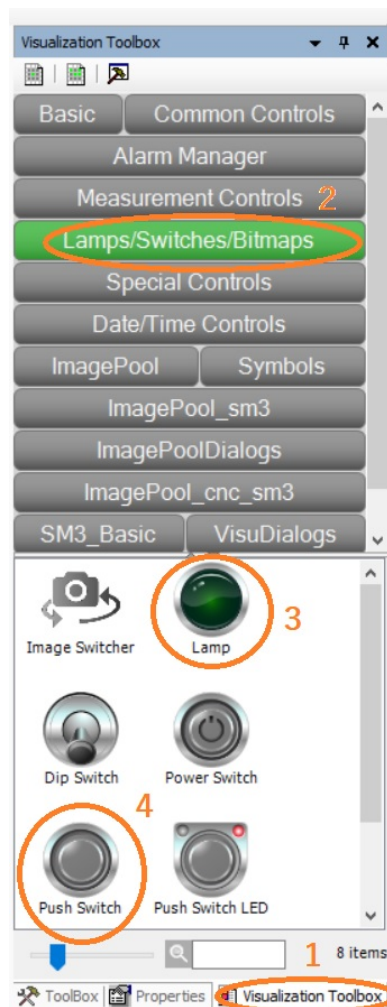 Visualization Toolbox
Basic Common Controls
Alarm Manager
Measurement Controls 2
Lamps/Switches/Bitmaps
Special Controls
Date/Time Controls
ImagePool Symbols
ImagePool_sm3
ImagePoolDialogs
ImagePool_cnc_sm3
SM3_Basic VisuDialogs
3
Image Switcher Lamp
Dip Switch Power Switch
4
Push Switch Push Switch LED
1 8 items
ToolBox Properties Visualization Toolbox